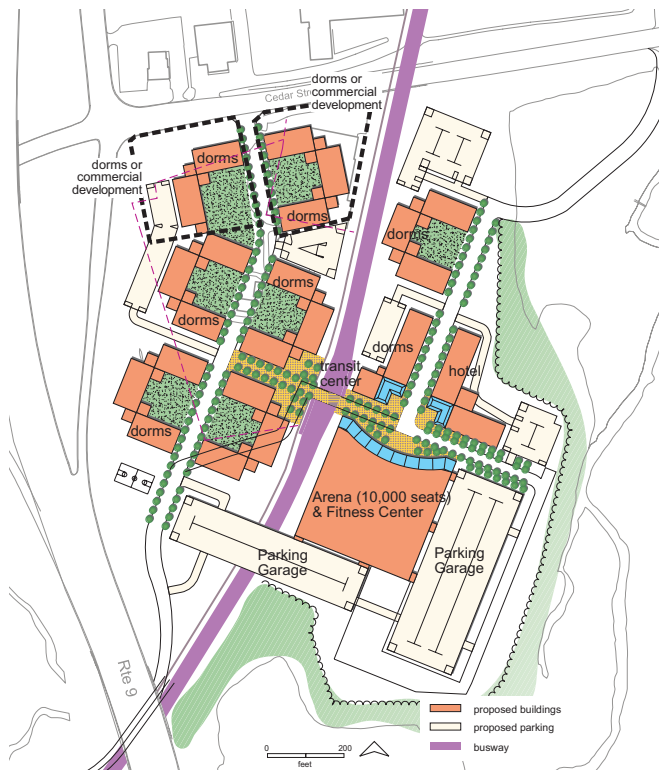 dorms or
commercial
development
Cedar Str
dorms
dorms or
commercial
development
dorms
dorms
dorms
dorms
transit
center
dorms
hotel
dorms
Arena (10,000 seats)
& Fitness Center
Parking
Garage
Parking
Garage
Rte 9
proposed buildings
proposed parking
busway
0 200
feet